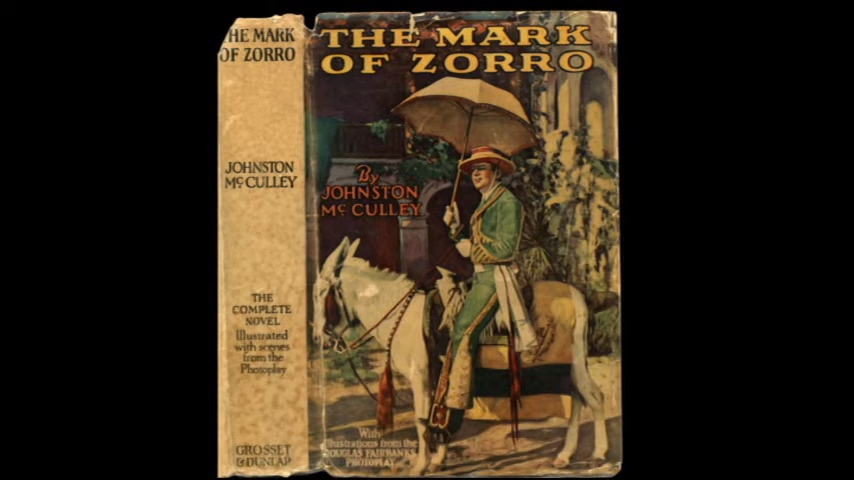 THE MARK
OF ZORRO
JOHNSTON
McCULLEY
THE
COMPLETE
NOVEL
Illustrated
with scenes
from the
Photoplay
GROSSET
& DUNLAP
THE MARK
OF ZORRO
By
JOHNSTON
McCULLEY
With
Illustrations from the
DOUGLAS FAIRBANKS
PHOTOPLAY